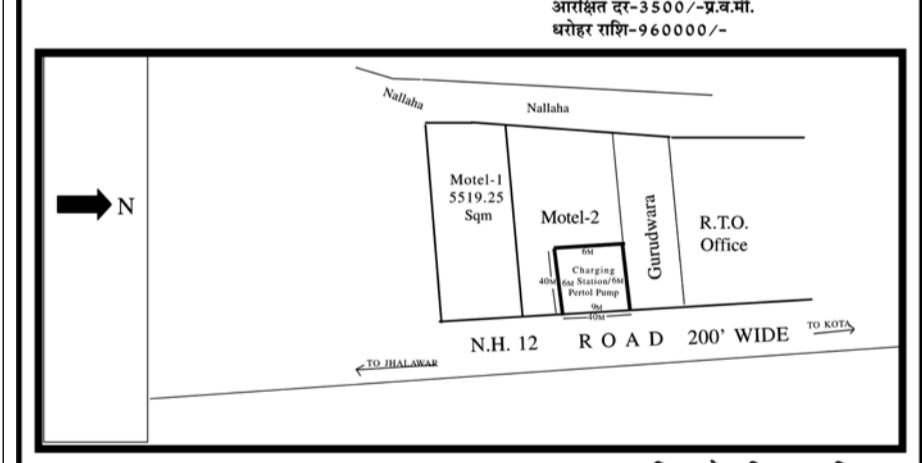 आरक्षित दर-3500/-प्र.व.मी.
धरोहर राशि-960000/-
Nallaha
Nallaha
N
Motel-1
5519.25
Sqm
Motel-2
Gurudwara
R.T.O.
Office
6M
Charging
40M 6M Station/6M
Pertol Pump
9M
40M
N.H. 12 ROAD 200' WIDE TO KOTA
TO JHALAWAR